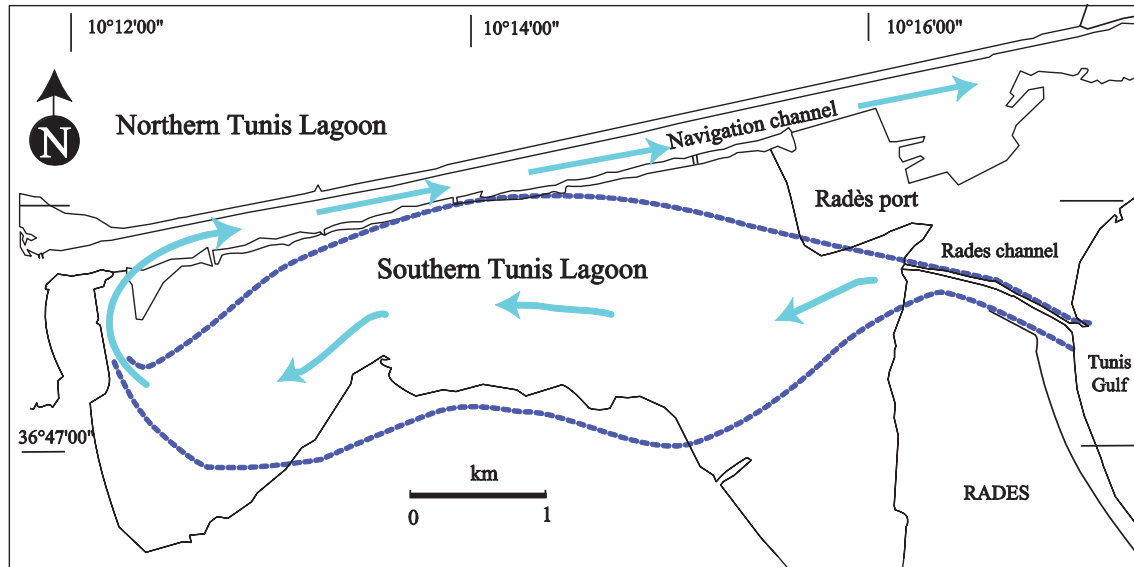 10°12'00"
10°14'00"
10°16'00"
N
Northern Tunis Lagoon
Navigation channel
Radès port
Rades channel
Southern Tunis Lagoon
Tunis
Gulf
36°47'00"
km
0
1
RADES